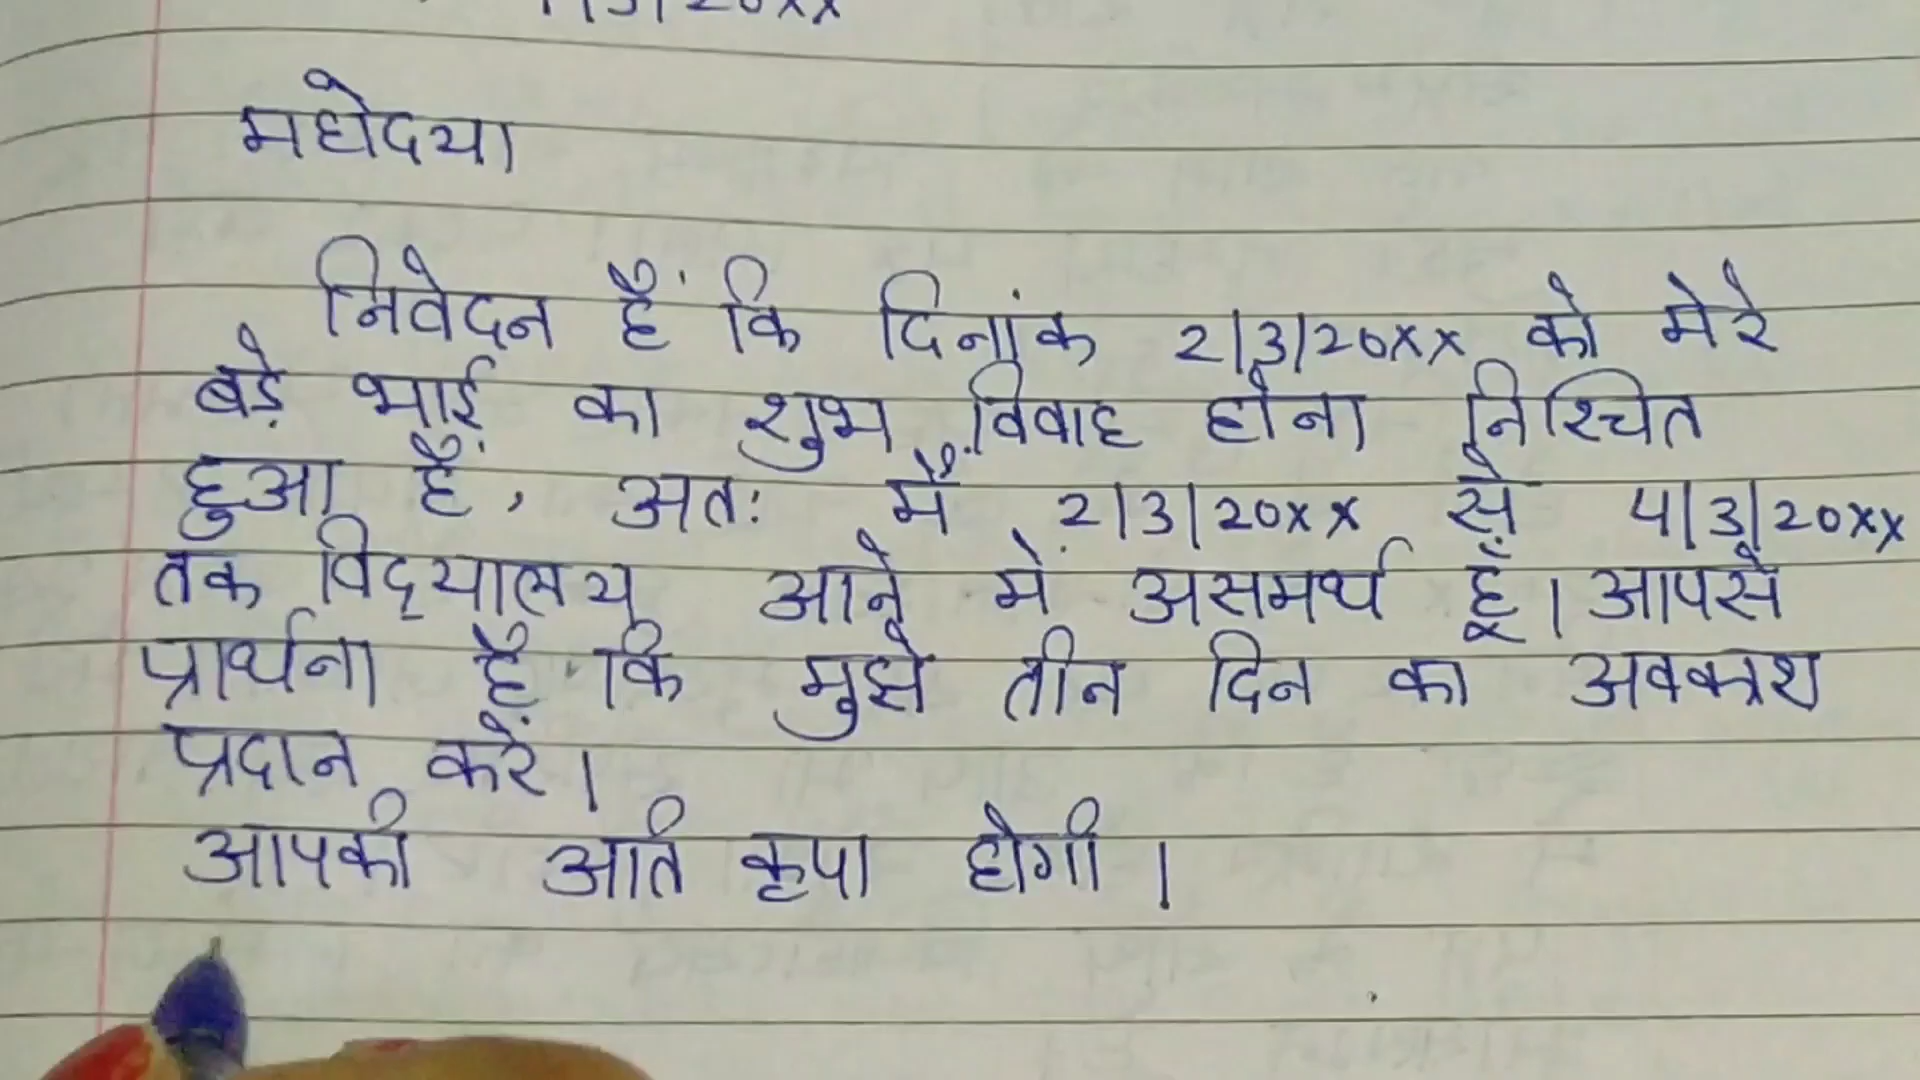 महोदया
निवेदन हैं कि दिनांक 2/3/20xx को मेरे
बड़े भाई का शुभ विवाह होना निश्चित
हुआ है, अतः मैं 2/3/20xx से 4/3/20xx
तक विद्यालय आने में असमर्थ हूँ। आपसे
प्रार्थना है कि मुझे तीन दिन का अवकाश
प्रदान करें।
आपकी अति कृपा होगी।